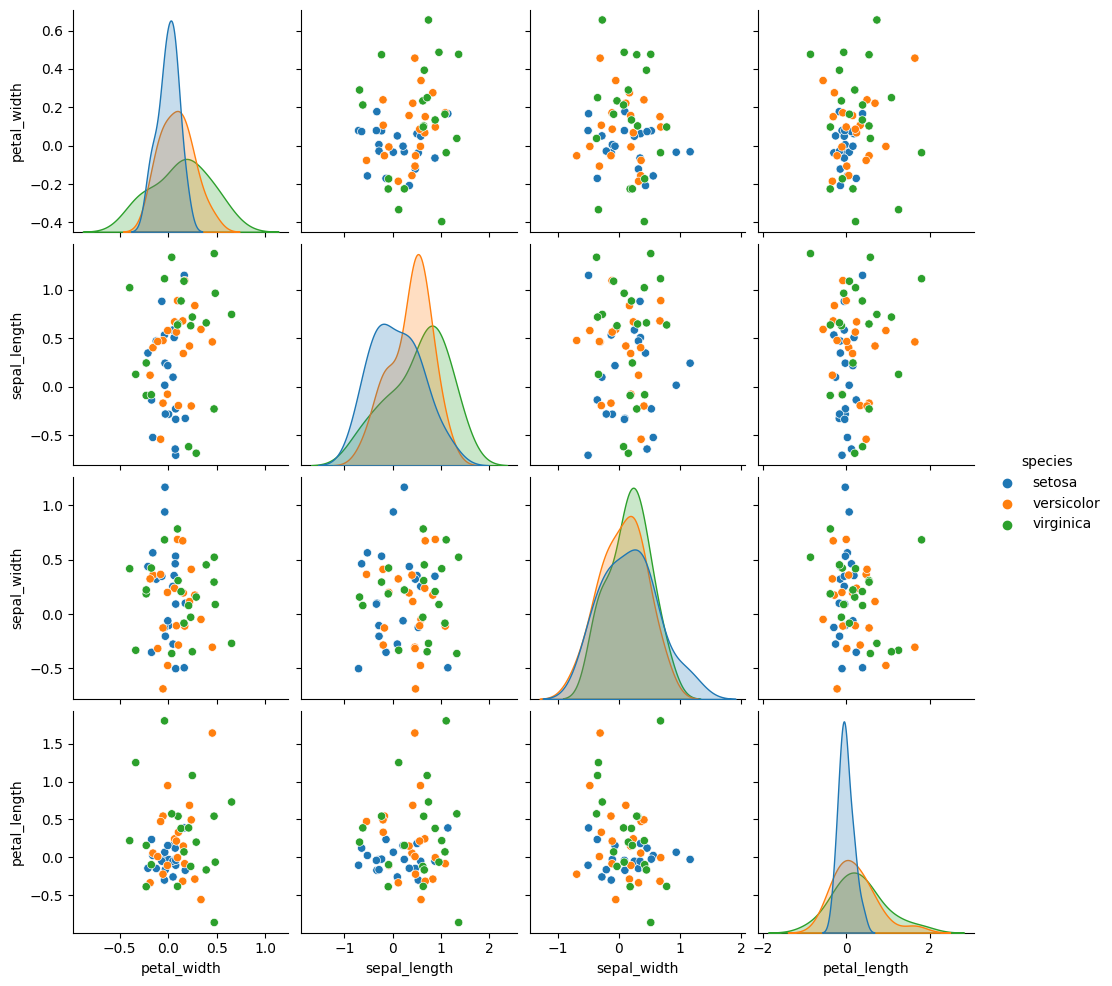 petal_width
0.6
0.4
0.2
0.0
−0.2
−0.4
sepal_length
1.0
0.5
0.0
−0.5
species
setosa
versicolor
virginica
sepal_width
1.0
0.5
0.0
−0.5
petal_length
1.5
1.0
0.5
0.0
−0.5
−0.5 0.0 0.5 1.0
−1 0 1 2
−1 0 1 2
−2 0 2
petal_width sepal_length sepal_width petal_length